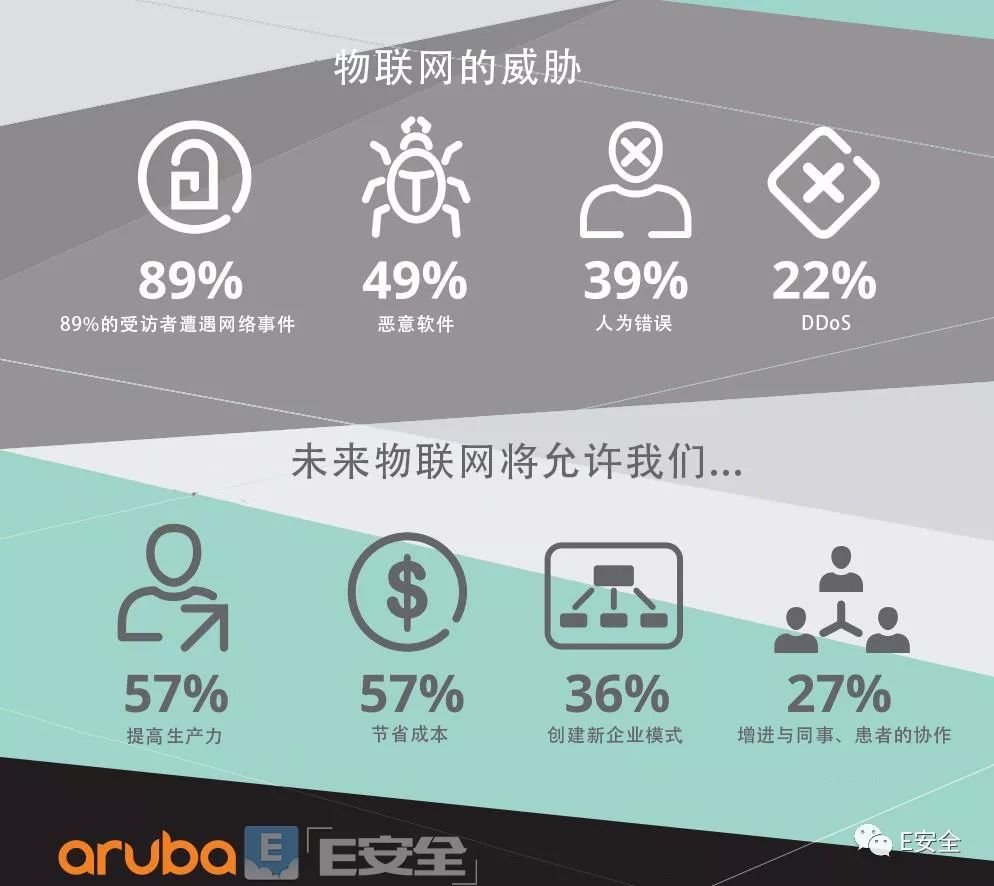 物联网的威胁
89% 49% 39% 22%
89%的受访者遭遇网络事件 恶意软件 人为错误 DDoS
未来物联网将允许我们...
$
57% 57% 36% 27%
提高生产力 节省成本 创建新企业模式 增进与同事、患者的协作
aruba E E安全 E安全